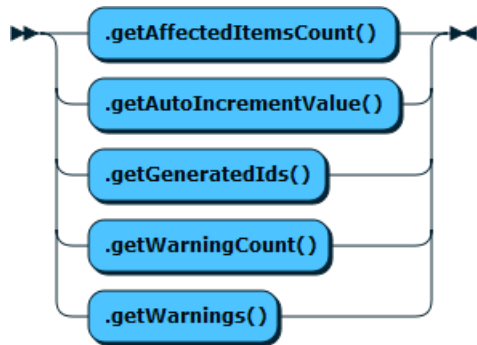 .getAffectedItemsCount()
.getAutoIncrementValue()
.getGeneratedIds()
.getWarningCount()
.getWarnings()